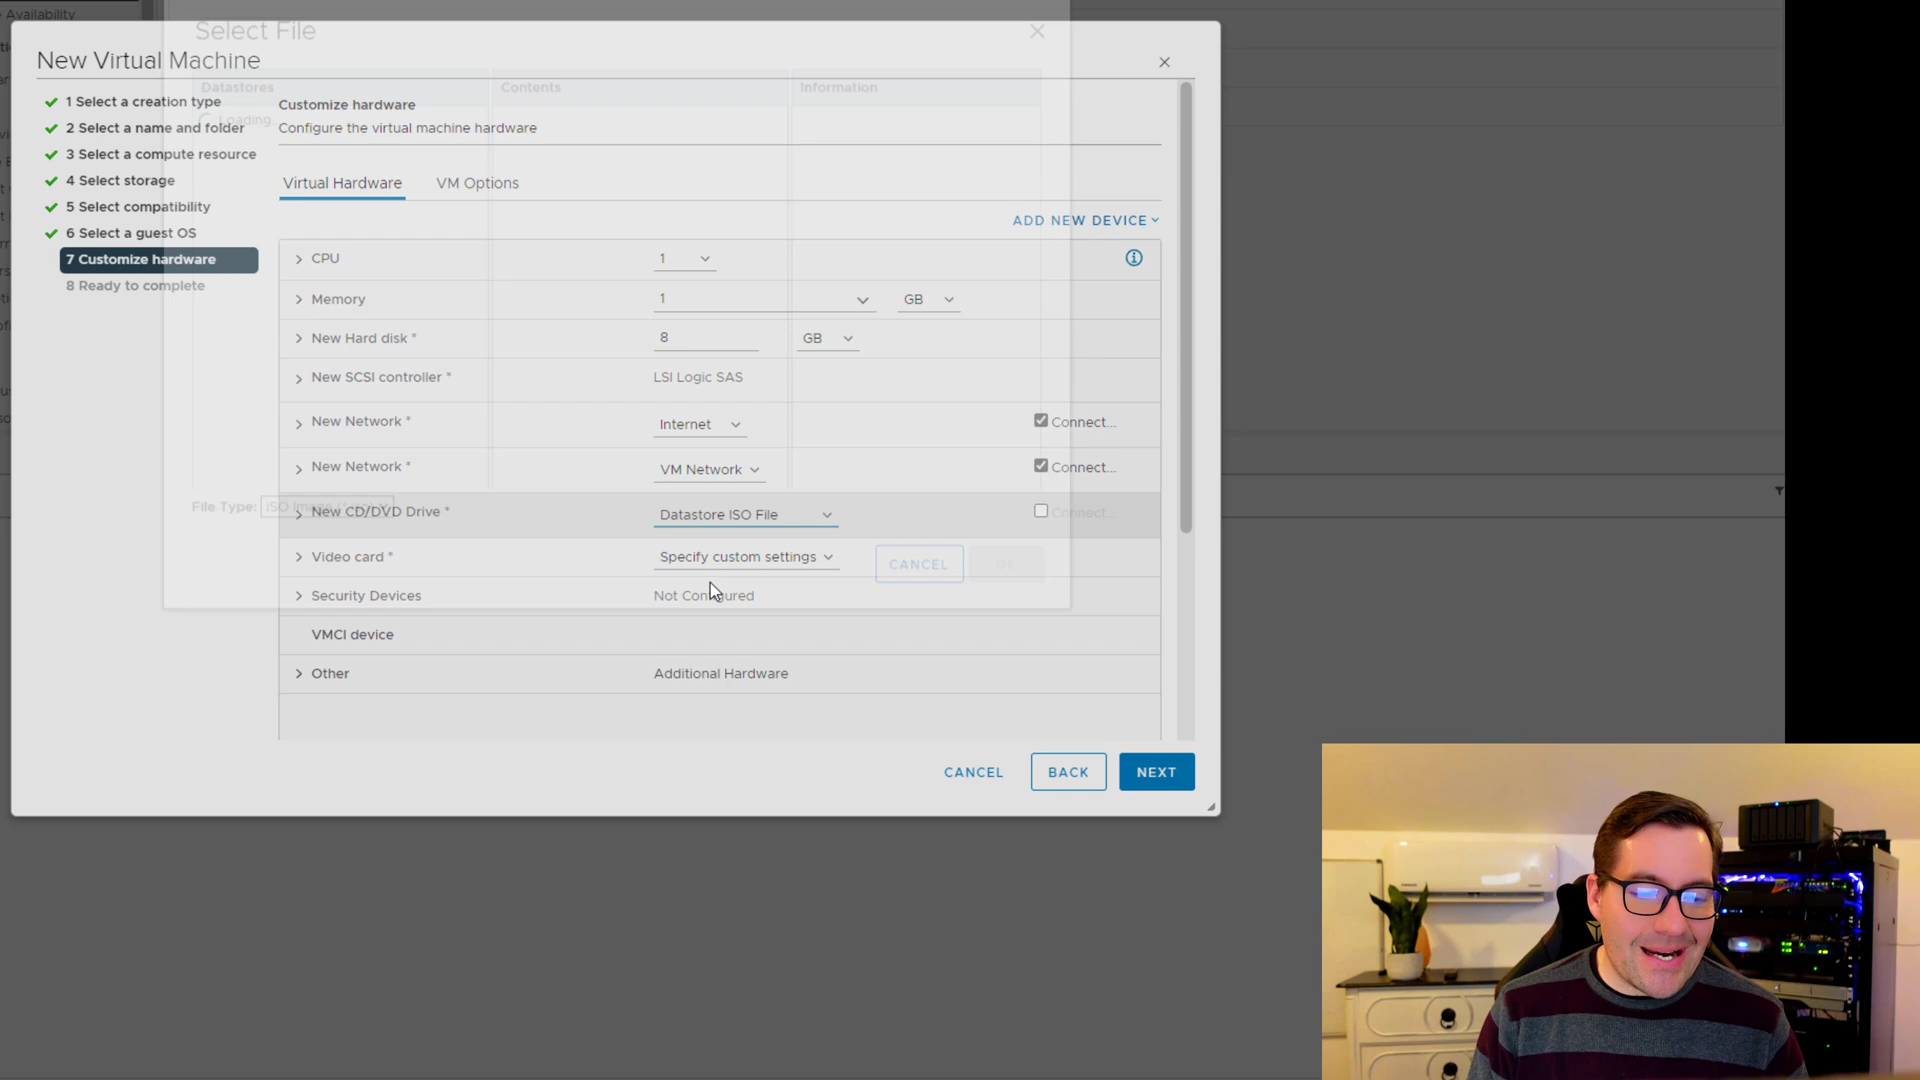 Availability
Select File
New Virtual Machine
Datastores
Contents
Information
Loading
1 Select a creation type
2 Select a name and folder
3 Select a compute resource
4 Select storage
5 Select compatibility
6 Select a guest OS
7 Customize hardware
8 Ready to complete
Customize hardware
Configure the virtual machine hardware
Virtual Hardware
VM Options
ADD NEW DEVICE
CPU
1
Memory
1
GB
New Hard disk *
8
GB
New SCSI controller *
LSI Logic SAS
New Network *
Internet
Connect...
New Network *
VM Network
Connect...
File Type:
New CD/DVD Drive *
Datastore ISO File
Connect...
Video card *
Specify custom settings
CANCEL
Security Devices
Not Configured
VMCI device
Other
Additional Hardware
CANCEL
BACK
NEXT